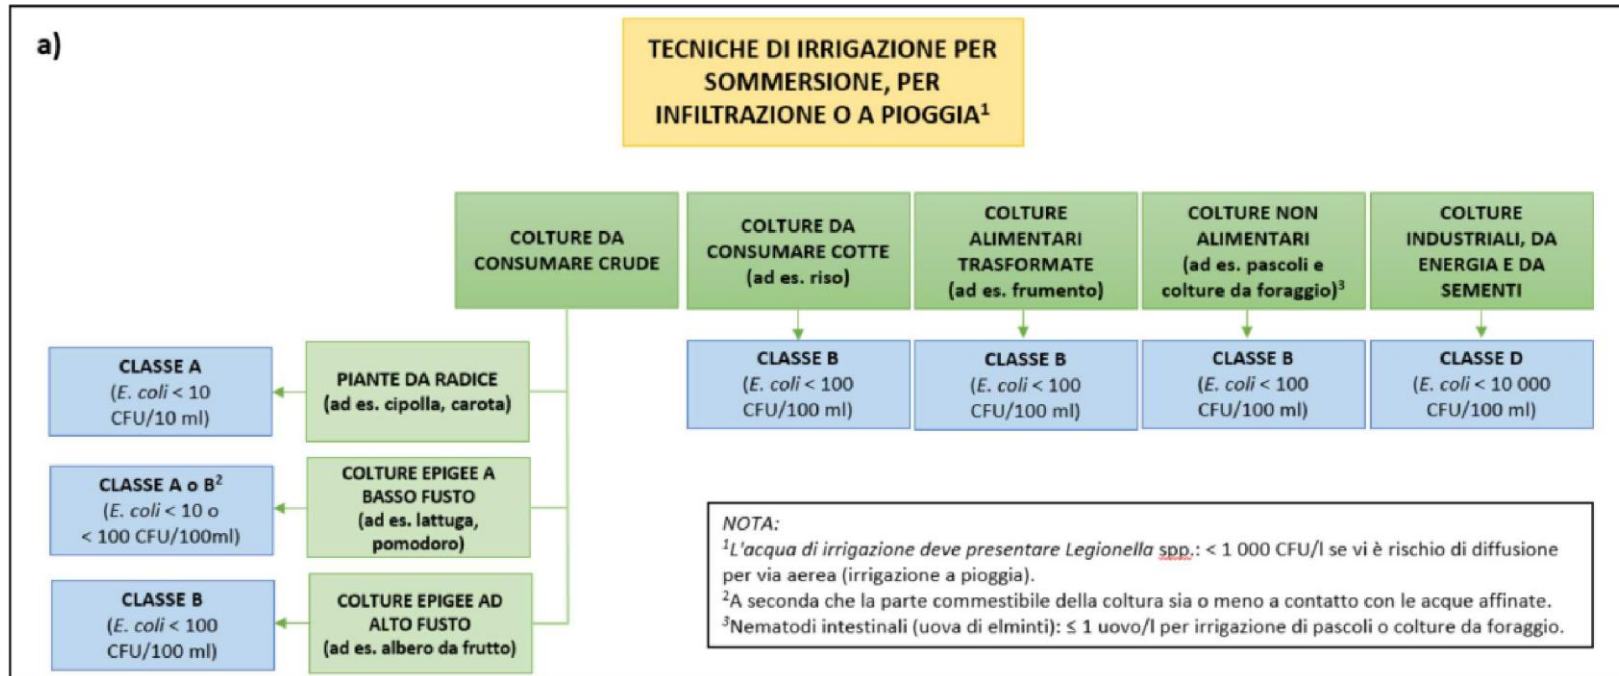 a)
TECNICHE DI IRRIGAZIONE PER
SOMMERSIONE, PER
INFILTRAZIONE O A PIOGGIA¹
COLTURE DA
CONSUMARE CRUDE
COLTURE DA
CONSUMARE COTTE
(ad es. riso)
COLTURE
ALIMENTARI
TRASFORMATE
(ad es. frumento)
COLTURE NON
ALIMENTARI
(ad es. pascoli e
colture da foraggio)³
COLTURE
INDUSTRIALI, DA
ENERGIA E DA
SEMENTI
CLASSE B
(E. coli < 100
CFU/100 ml)
CLASSE B
(E. coli < 100
CFU/100 ml)
CLASSE B
(E. coli < 100
CFU/100 ml)
CLASSE D
(E. coli < 10 000
CFU/100 ml)
CLASSE A
(E. coli < 10
CFU/10 ml)
PIANTE DA RADICE
(ad es. cipolla, carota)
CLASSE A o B²
(E. coli < 10 o
< 100 CFU/100ml)
COLTURE EPIGEE A
BASSO FUSTO
(ad es. lattuga,
pomodoro)
CLASSE B
(E. coli < 100
CFU/100 ml)
COLTURE EPIGEE AD
ALTO FUSTO
(ad es. albero da frutto)
NOTA:
¹L'acqua di irrigazione deve presentare Legionella spp.: < 1 000 CFU/l se vi è rischio di diffusione
per via aerea (irrigazione a pioggia).
²A seconda che la parte commestibile della coltura sia o meno a contatto con le acque affinate.
³Nematodi intestinali (uova di elminti): ≤ 1 uovo/l per irrigazione di pascoli o colture da foraggio.